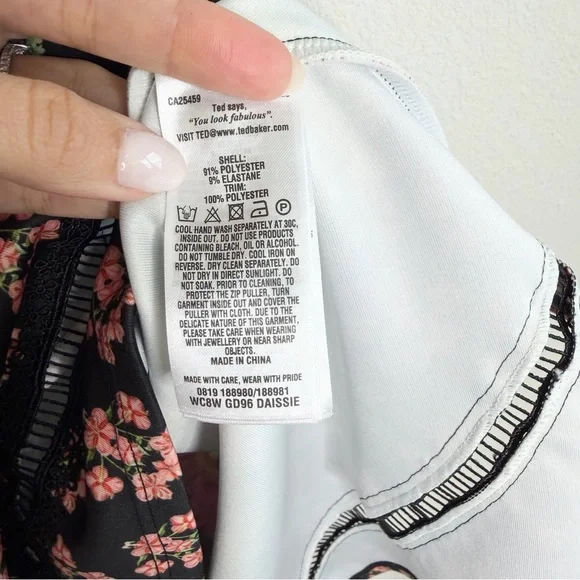 CA25459
Ted says,
"You look fabulous".
VISIT TED@www.tedbaker.com
SHELL:
91% POLYESTER
9% ELASTANE
TRIM:
100% POLYESTER
COOL HAND WASH SEPARATELY AT 30C,
INSIDE OUT. DO NOT USE PRODUCTS
CONTAINING BLEACH, OIL OR ALCOHOL.
DO NOT TUMBLE DRY. COOL IRON ON
REVERSE. DRY CLEAN SEPARATELY. DO
NOT DRY IN DIRECT SUNLIGHT. DO
NOT SOAK. PRIOR TO CLEANING, TO
PROTECT THE ZIP PULLER, TURN
GARMENT INSIDE OUT AND COVER THE
PULLER WITH CLOTH. DUE TO THE
DELICATE NATURE OF THIS GARMENT,
PLEASE TAKE CARE WHEN WEARING
WITH JEWELLERY OR NEAR SHARP
OBJECTS.
MADE IN CHINA
MADE WITH CARE, WEAR WITH PRIDE
0819 188980/188981
WC8W GD96 DAISSIE